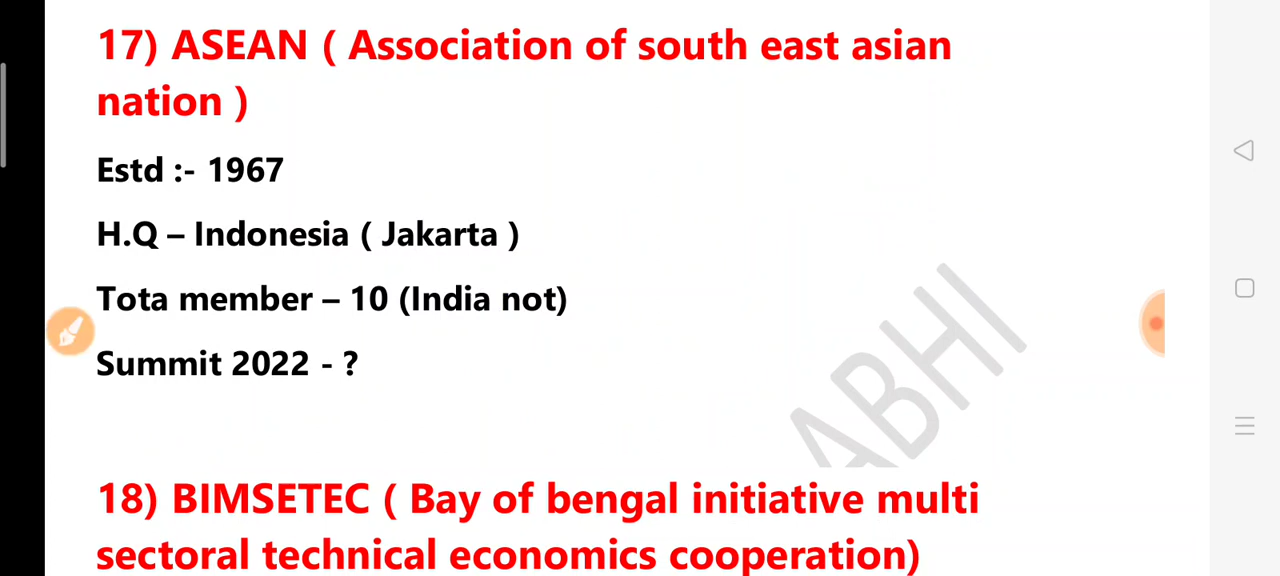 17) ASEAN ( Association of south east asian
nation )
Estd :- 1967
H.Q – Indonesia ( Jakarta )
Tota member – 10 (India not)
Summit 2022 - ?
ABHI
18) BIMSETEC ( Bay of bengal initiative multi
sectoral technical economics cooperation)